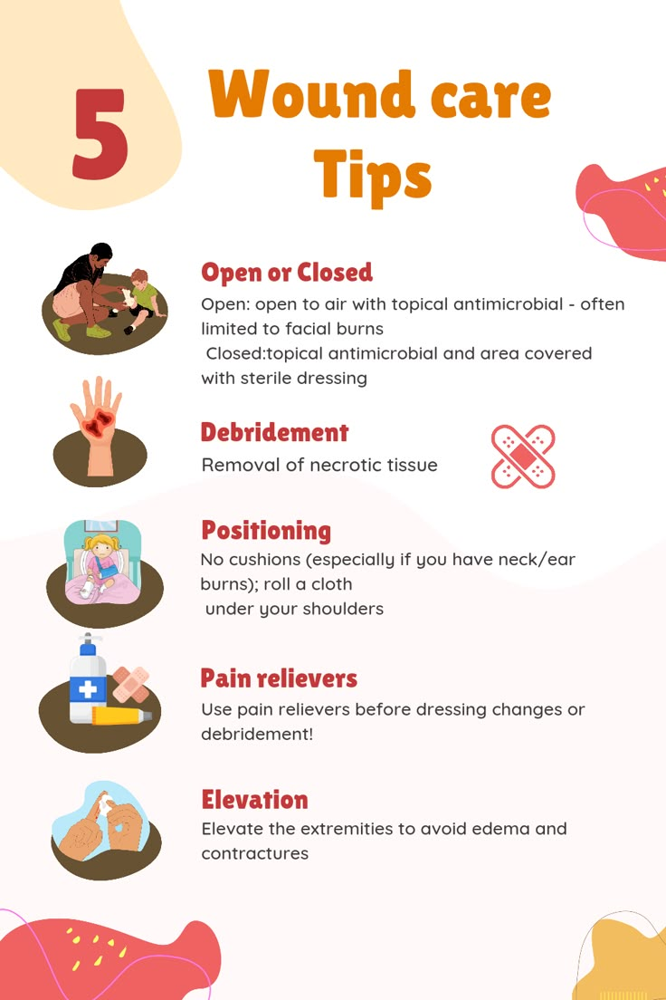 5
Wound care
Tips
Open or Closed
Open: open to air with topical antimicrobial - often
limited to facial burns
Closed:topical antimicrobial and area covered
with sterile dressing
Debridement
Removal of necrotic tissue
Positioning
No cushions (especially if you have neck/ear
burns); roll a cloth
under your shoulders
Pain relievers
Use pain relievers before dressing changes or
debridement!
Elevation
Elevate the extremities to avoid edema and
contractures